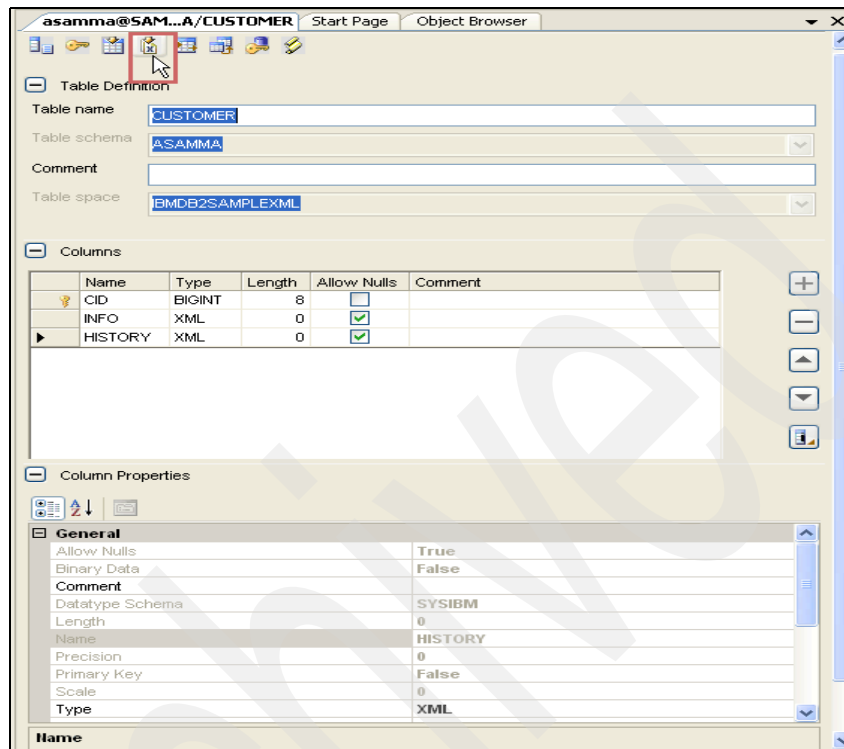 asamma@SAM...A/CUSTOMER Start Page Object Browser
Table Definition
Table name CUSTOMER
Table schema ASAMMA
Comment
Table space IBMDB2SAMPLEXML
Columns
Name Type Length Allow Nulls Comment
CID BIGINT 8
INFO XML 0
HISTORY XML 0
Column Properties
General
Allow Nulls True
Binary Data False
Comment
Datatype Schema SYSIBM
Length 0
Name HISTORY
Precision 0
Primary Key False
Scale 0
Type XML
Name
hived